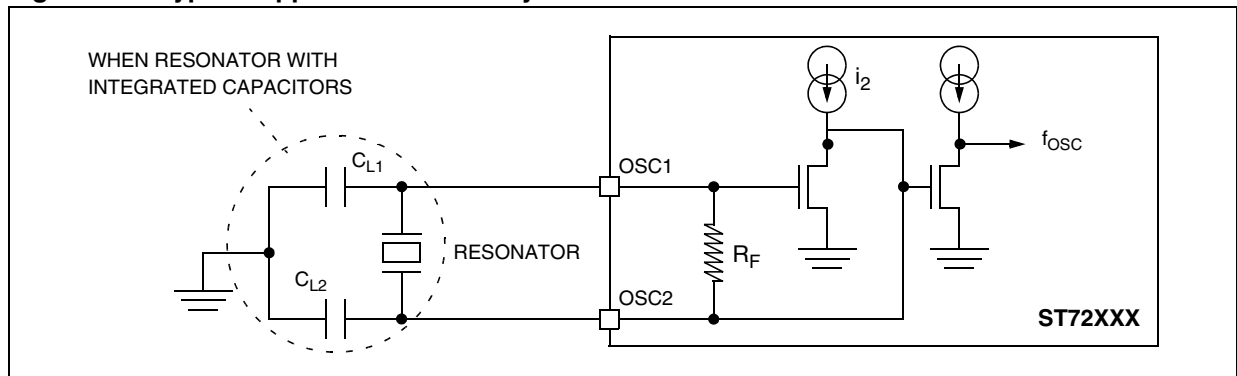 WHEN RESONATOR WITH
INTEGRATED CAPACITORS
i2
fOSC
CL1
OSC1
RESONATOR
RF
CL2
OSC2
ST72XXX